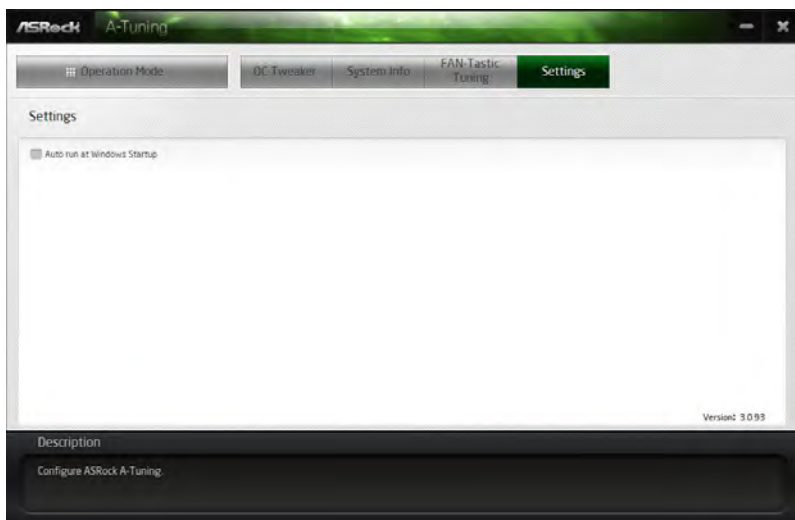 ASRock A-Tuning
Operation Mode
OC Tweaker
System Info
FAN-Tastic
Tuning
Settings
Settings
Auto run at Windows Startup
Version: 3.0.93
Description
Configure ASRock A-Tuning.